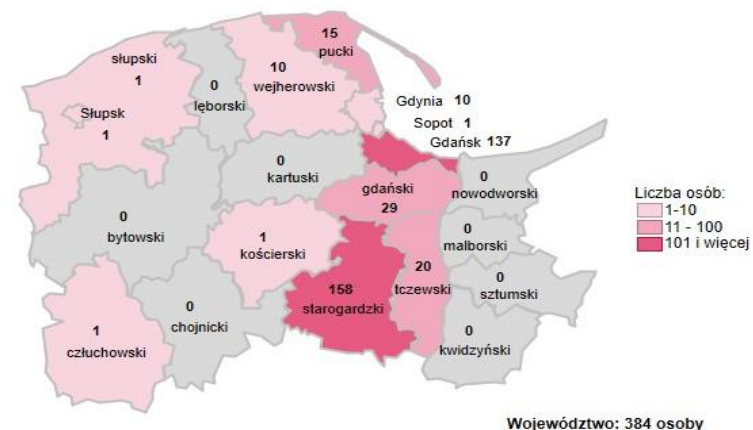 15
pucki
słupski
1
0
lęborski
10
wejherowski
Gdynia 10
Sopot 1
Gdańsk 137
Słupsk
1
0
kartuski
gdański
29
0
nowodworski
Liczba osób:
1-10
11 - 100
101 i więcej
0
bytowski
1
kościerski
0
malborski
20
tczewski
0
sztumski
158
starogardzki
0
chojnicki
1
człuchowski
0
kwidzyński
Województwo: 384 osoby